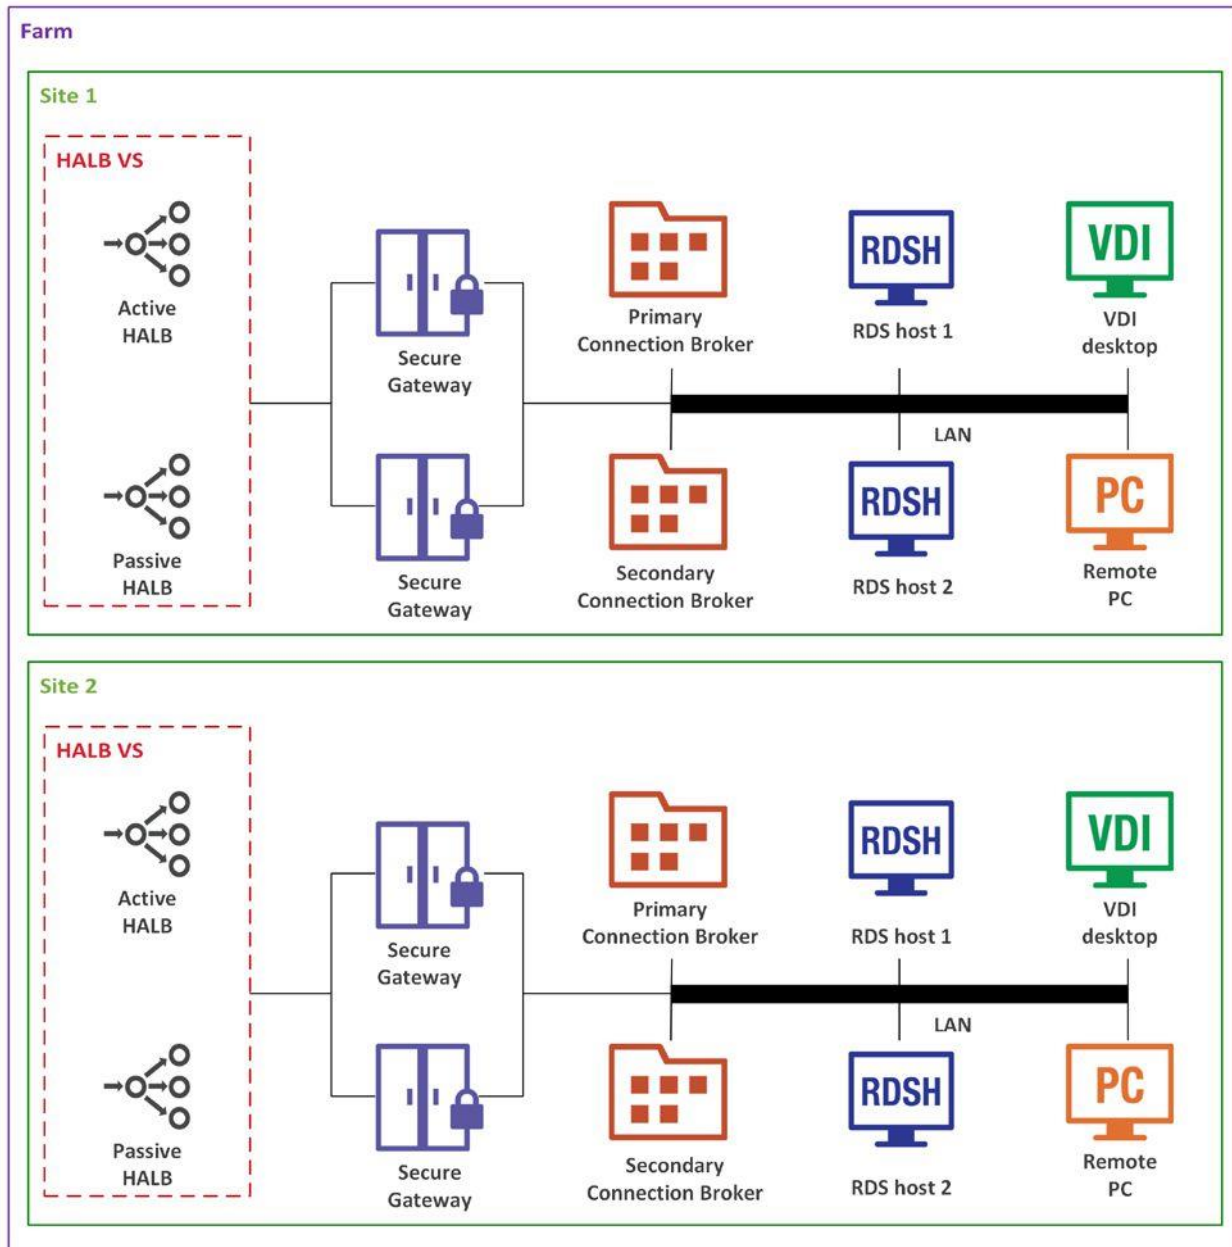 Farm
Site 1
HALB VS
Active
HALB
Passive
HALB
Secure
Gateway
Secure
Gateway
Primary
Connection Broker
Secondary
Connection Broker
RDSH
RDS host 1
LAN
RDSH
RDS host 2
VDI
VDI
desktop
PC
Remote
PC
Site 2
HALB VS
Active
HALB
Passive
HALB
Secure
Gateway
Secure
Gateway
Primary
Connection Broker
Secondary
Connection Broker
RDSH
RDS host 1
LAN
RDSH
RDS host 2
VDI
VDI
desktop
PC
Remote
PC